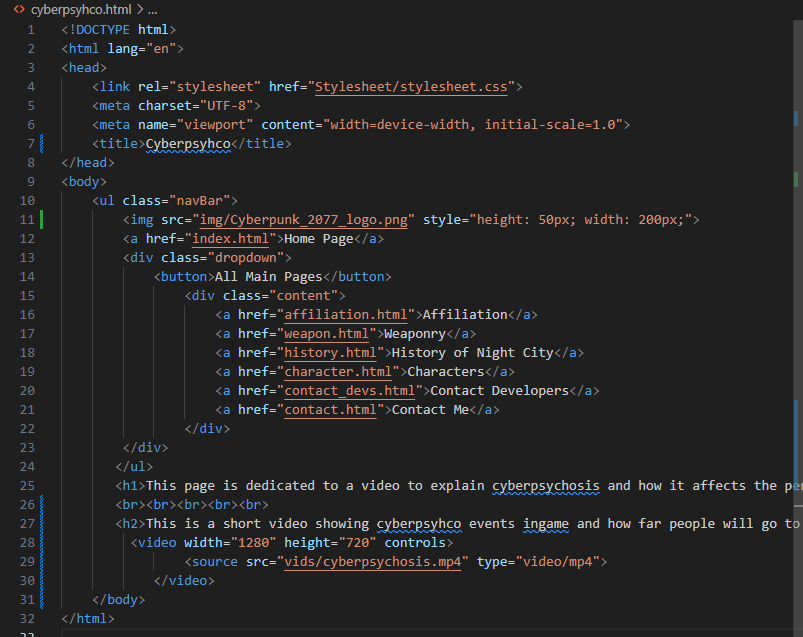 cyberpsyhco.html > ...
1 <!DOCTYPE html>
2 <html lang="en">
3 <head>
4 <link rel="stylesheet" href="Stylesheet/stylesheet.css">
5 <meta charset="UTF-8">
6 <meta name="viewport" content="width=device-width, initial-scale=1.0">
7 <title>Cyberpsyhco</title>
8 </head>
9 <body>
10 <ul class="navBar">
11 <img src="img/Cyberpunk_2077_logo.png" style="height: 50px; width: 200px;">
12 <a href="index.html">Home Page</a>
13 <div class="dropdown">
14 <button>All Main Pages</button>
15 <div class="content">
16 <a href="affiliation.html">Affiliation</a>
17 <a href="weapon.html">Weaponry</a>
18 <a href="history.html">History of Night City</a>
19 <a href="character.html">Characters</a>
20 <a href="contact_devs.html">Contact Developers</a>
21 <a href="contact.html">Contact Me</a>
22 </div>
23 </div>
24 </ul>
25 <h1>This page is dedicated to a video to explain cyberpsychosis and how it affects the per
26 <br><br><br><br><br>
27 <h2>This is a short video showing cyberpsyhco events ingame and how far people will go to
28 <video width="1280" height="720" controls>
29 <source src="vids/cyberpsychosis.mp4" type="video/mp4">
30 </video>
31 </body>
32 </html>
33